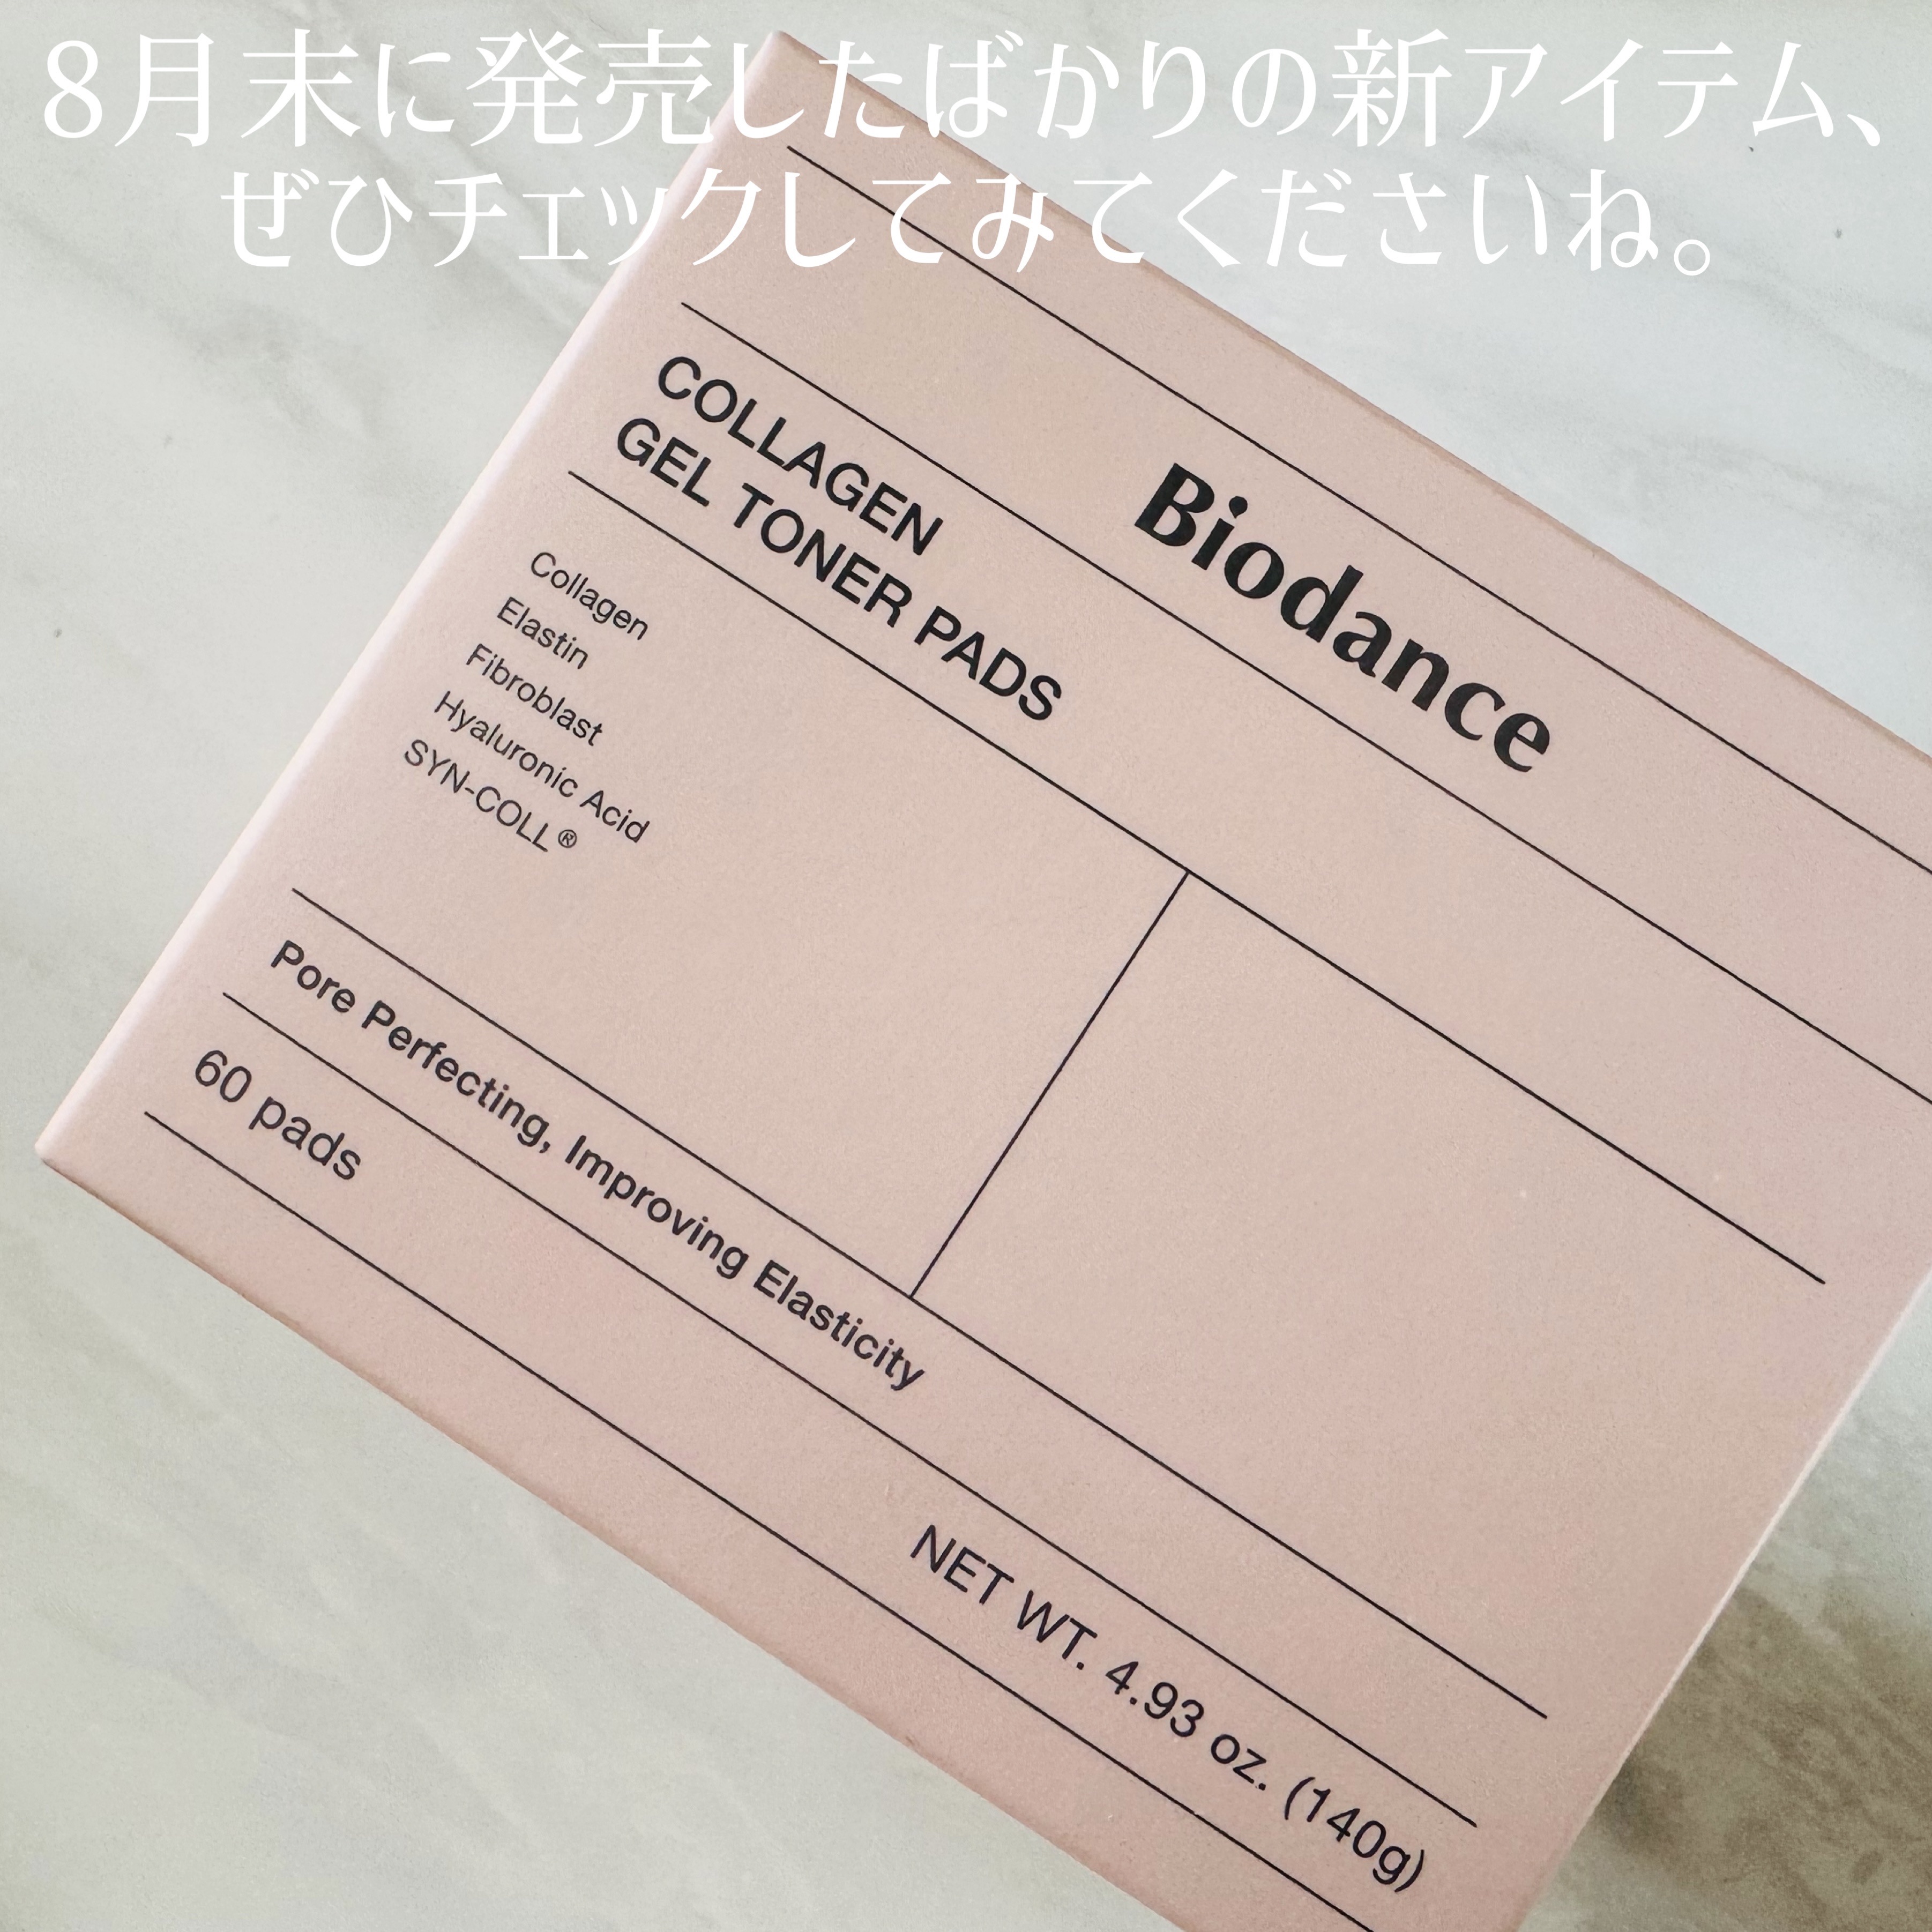 8月末に発売したばかりの新アイテム、
ぜひチェックしてみてくださいね。
Biodance
COLLAGEN
GEL TONER PADS
Collagen
Elastin
Fibroblast
Hyaluronic Acid
SYN-COLL®
Pore Perfecting, Improving Elasticity
60 pads
NET WT. 4.93 oz. (140g)